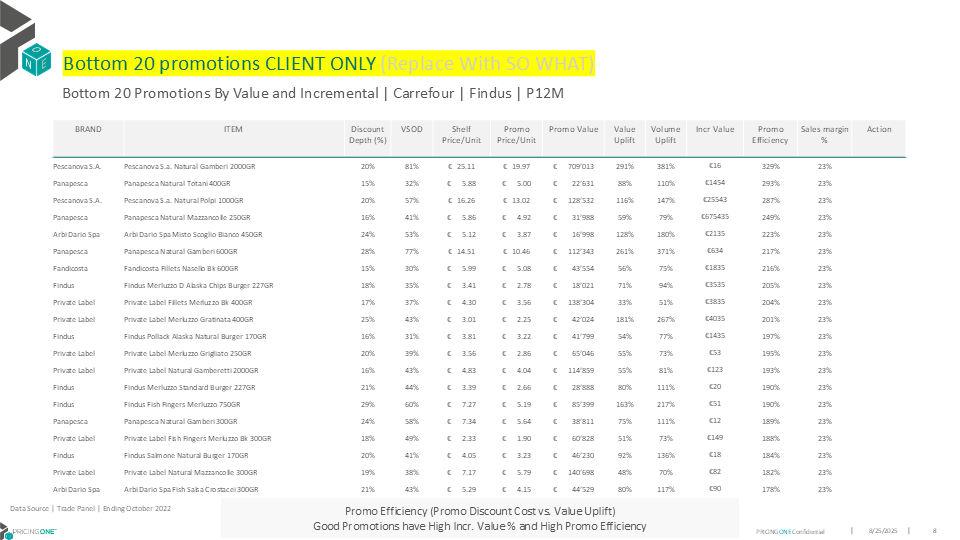 Bottom 20 promotions CLIENT ONLY (Replace With SO WHAT)
Bottom 20 Promotions By Value and Incremental | Carrefour | Findus | P12M
BRAND ITEM Discount Depth (%) VSOD Shelf Price/Unit Promo Price/Unit Promo Value Value Uplift Volume Uplift Incr Value Promo Efficiency Sales margin % Action
Pescanova S.A. Pescanova S.a. Natural Gamberi 2000GR 20% 81% € 25.11 € 19.97 € 709'013 291% 381% €16 329% 23%
Panapesca Panapesca Natural Totani 400GR 15% 32% € 5.88 € 5.00 € 22'631 88% 110% €1454 293% 23%
Pescanova S.A. Pescanova S.a. Natural Polpi 1000GR 20% 57% € 16.26 € 13.02 € 128'532 116% 147% €25543 287% 23%
Panapesca Panapesca Natural Mazzancolle 250GR 16% 41% € 5.86 € 4.92 € 31'988 59% 79% €675435 249% 23%
Arbi Dario Spa Arbi Dario Spa Misto Scoglio Bianco 450GR 24% 53% € 5.12 € 3.87 € 16'998 128% 180% €2135 223% 23%
Panapesca Panapesca Natural Gamberi 600GR 28% 77% € 14.51 € 10.46 € 112'343 261% 371% €634 217% 23%
Fandicosta Fandicosta Fillets Nasello Bk 600GR 15% 30% € 5.99 € 5.08 € 43'554 56% 75% €1835 216% 23%
Findus Findus Merluzzo D Alaska Chips Burger 227GR 18% 35% € 3.41 € 2.78 € 18'021 71% 94% €3535 205% 23%
Private Label Private Label Fillets Merluzzo Bk 400GR 17% 37% € 4.30 € 3.56 € 138'304 33% 51% €3835 204% 23%
Private Label Private Label Merluzzo Gratinata 400GR 25% 43% € 3.01 € 2.25 € 42'024 181% 267% €4035 201% 23%
Findus Findus Pollack Alaska Natural Burger 170GR 16% 31% € 3.81 € 3.22 € 41'799 54% 77% €1435 197% 23%
Private Label Private Label Merluzzo Grigliato 250GR 20% 39% € 3.56 € 2.86 € 65'046 55% 73% €53 195% 23%
Private Label Private Label Natural Gamberetti 2000GR 16% 43% € 4.83 € 4.04 € 114'859 55% 81% €123 193% 23%
Findus Findus Merluzzo Standard Burger 227GR 21% 44% € 3.39 € 2.66 € 28'888 80% 111% €20 190% 23%
Findus Findus Fish Fingers Merluzzo 750GR 29% 60% € 7.27 € 5.19 € 85'399 163% 217% €51 190% 23%
Panapesca Panapesca Natural Gamberi 300GR 24% 58% € 7.34 € 5.64 € 38'811 75% 111% €12 189% 23%
Private Label Private Label Fish Fingers Merluzzo Bk 300GR 18% 49% € 2.33 € 1.90 € 60'828 51% 73% €149 188% 23%
Findus Findus Salmone Natural Burger 170GR 20% 41% € 4.05 € 3.23 € 46'230 92% 136% €18 184% 23%
Private Label Private Label Natural Mazzancolle 300GR 19% 38% € 7.17 € 5.79 € 140'698 48% 70% €82 182% 23%
Arbi Dario Spa Arbi Dario Spa Fish Salsa Crostacei 300GR 21% 43% € 5.29 € 4.15 € 44'529 80% 117% €90 178% 23%
Data Source | Trade Panel | Ending October 2022
Promo Efficiency (Promo Discount Cost vs. Value Uplift)
Good Promotions have High Incr. Value % and High Promo Efficiency
PRICINGONE
PRICINGONE Confidential | 8/25/2025 | 8